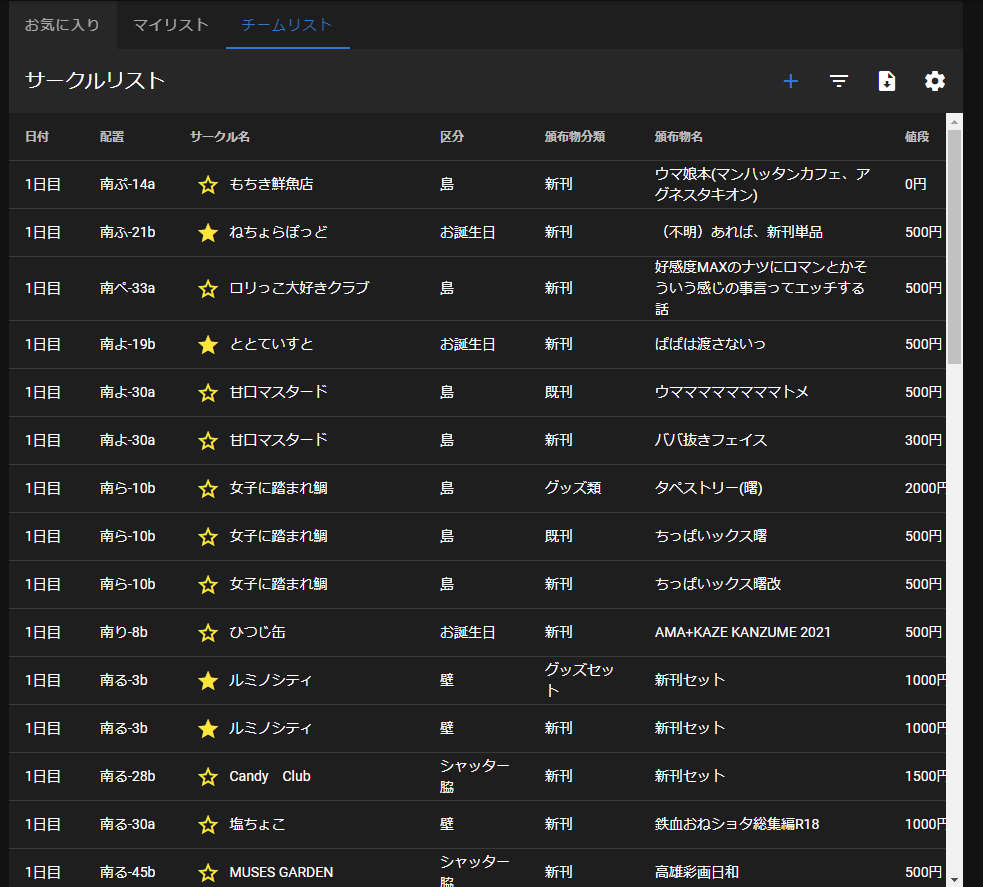 お気に入り マイリスト チームリスト
サークルリスト
日付 配置 サークル名 区分 頒布物分類 頒布物名 値段
1日目 南ぷ-14a もちき鮮魚店 島 新刊 ウマ娘本(マンハッタンカフェ、ア
グネスタキオン) 0円
1日目 南ふ-21b ねちょらぼっど お誕生日 新刊 （不明）あれば、新刊単品 500円
1日目 南ペ-33a ロリっこ大好きクラブ 島 新刊 好感度MAXのナツにロマンとかそ
ういう感じの事言ってエッチする
話 500円
1日目 南よ-19b ととていすと お誕生日 新刊 ぱぱは渡さないっ 500円
1日目 南よ-30a 甘口マスタード 島 既刊 ウママママママママトメ 500円
1日目 南よ-30a 甘口マスタード 島 新刊 ババ抜きフェイス 300円
1日目 南ら-10b 女子に踏まれ鯛 島 グッズ類 タペストリー(曙) 2000円
1日目 南ら-10b 女子に踏まれ鯛 島 既刊 ちっぱいックス曙 500円
1日目 南ら-10b 女子に踏まれ鯛 島 新刊 ちっぱいックス曙改 500円
1日目 南り-8b ひつじ缶 お誕生日 新刊 AMA+KAZE KANZUME 2021 500円
1日目 南る-3b ルミノシティ 壁 グッズセッ
ト 新刊セット 1000円
1日目 南る-3b ルミノシティ 壁 新刊 新刊セット 1000円
1日目 南る-28b Candy　Club シャッター
脇 新刊 新刊セット 1500円
1日目 南る-30a 塩ちょこ 壁 新刊 鉄血おねショタ総集編R18 1000円
1日目 南る-45b MUSES GARDEN シャッター
脇 新刊 高雄彩画日和 500円